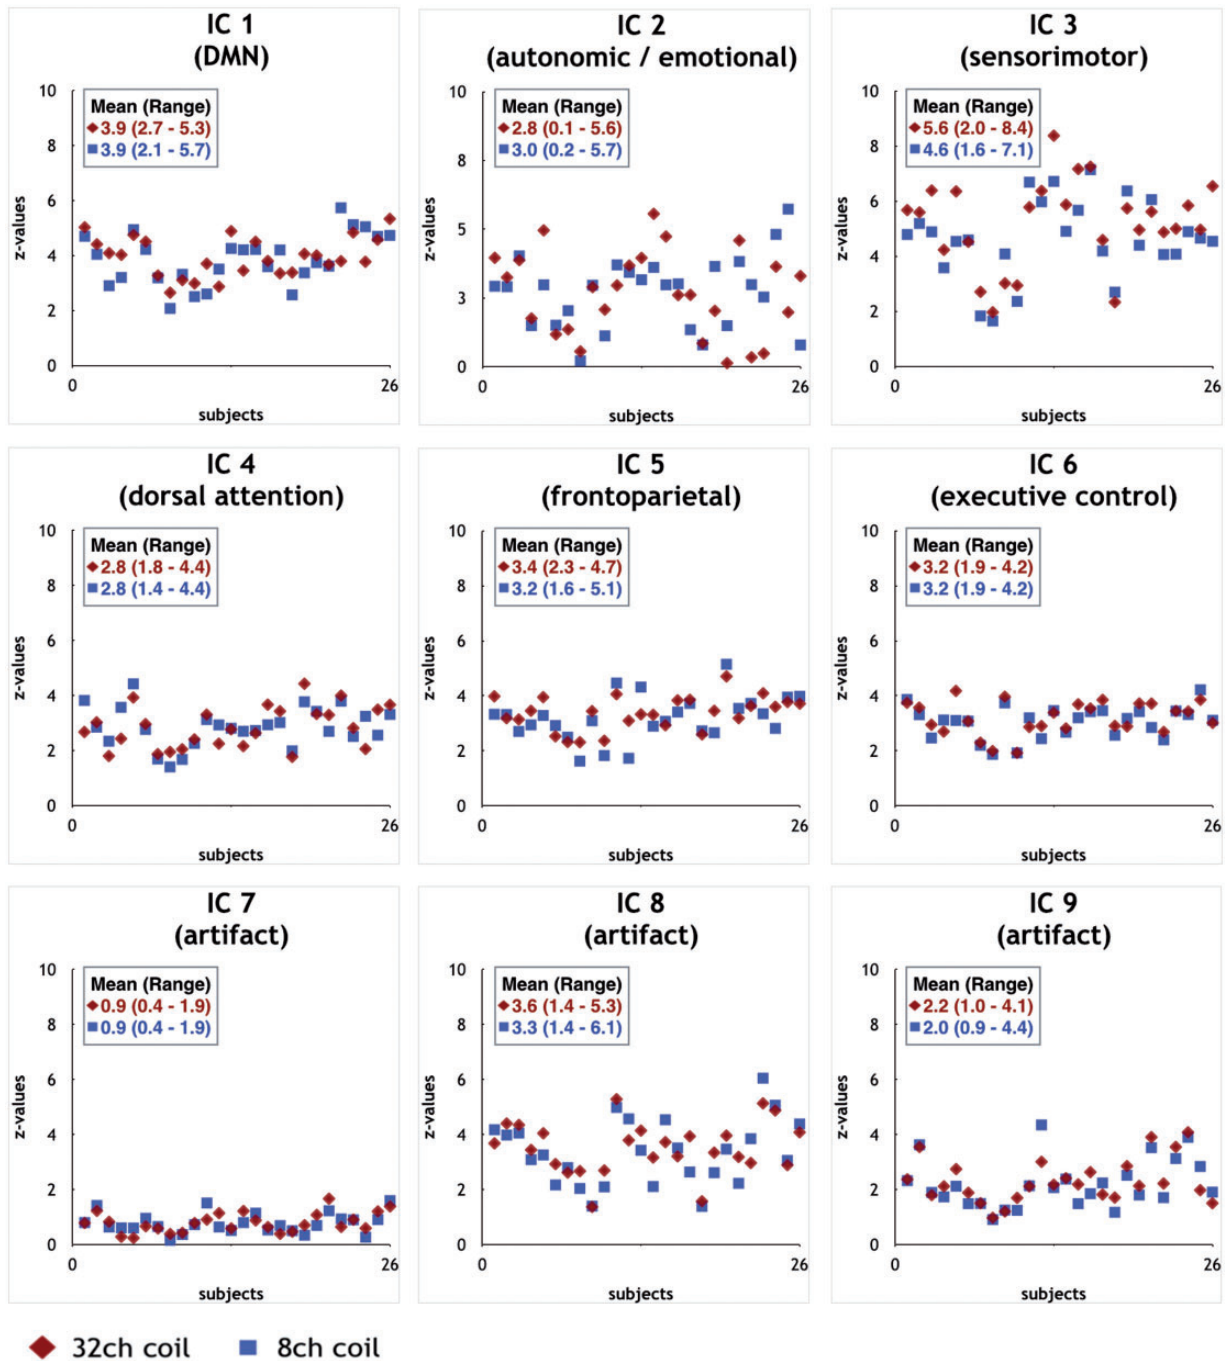 IC 1
(DMN)
10
8
6
4
2
0
z-values
Mean (Range)
3.9 (2.7 - 5.3)
3.9 (2.1 - 5.7)
0
26
subjects
IC 2
(autonomic / emotional)
10
8
5
3
0
z-values
Mean (Range)
2.8 (0.1 - 5.6)
3.0 (0.2 - 5.7)
0
26
subjects
IC 3
(sensorimotor)
10
8
6
4
2
0
z-values
Mean (Range)
5.6 (2.0 - 8.4)
4.6 (1.6 - 7.1)
0
26
subjects
IC 4
(dorsal attention)
10
8
6
4
2
0
z-values
Mean (Range)
2.8 (1.8 - 4.4)
2.8 (1.4 - 4.4)
0
26
subjects
IC 5
(frontoparietal)
10
8
6
4
2
0
z-values
Mean (Range)
3.4 (2.3 - 4.7)
3.2 (1.6 - 5.1)
0
26
subjects
IC 6
(executive control)
10
8
6
4
2
0
z-values
Mean (Range)
3.2 (1.9 - 4.2)
3.2 (1.9 - 4.2)
0
26
subjects
IC 7
(artifact)
10
8
6
4
2
0
z-values
Mean (Range)
0.9 (0.4 - 1.9)
0.9 (0.4 - 1.9)
0
26
subjects
IC 8
(artifact)
10
8
6
4
2
0
z-values
Mean (Range)
3.6 (1.4 - 5.3)
3.3 (1.4 - 6.1)
0
26
subjects
IC 9
(artifact)
10
8
6
4
2
0
z-values
Mean (Range)
2.2 (1.0 - 4.1)
2.0 (0.9 - 4.4)
0
26
subjects
32ch coil
8ch coil